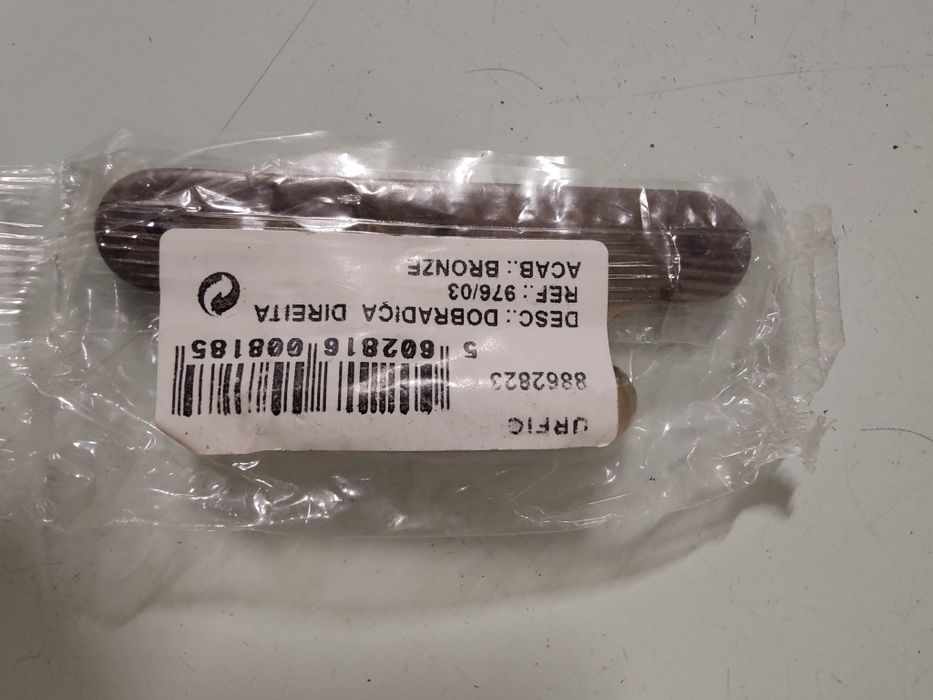 URFIC
8862823
5 602816 008185
DESC.: DOBRADIÇA DIREITA
REF.: 976/03
ACAB.: BRONZE